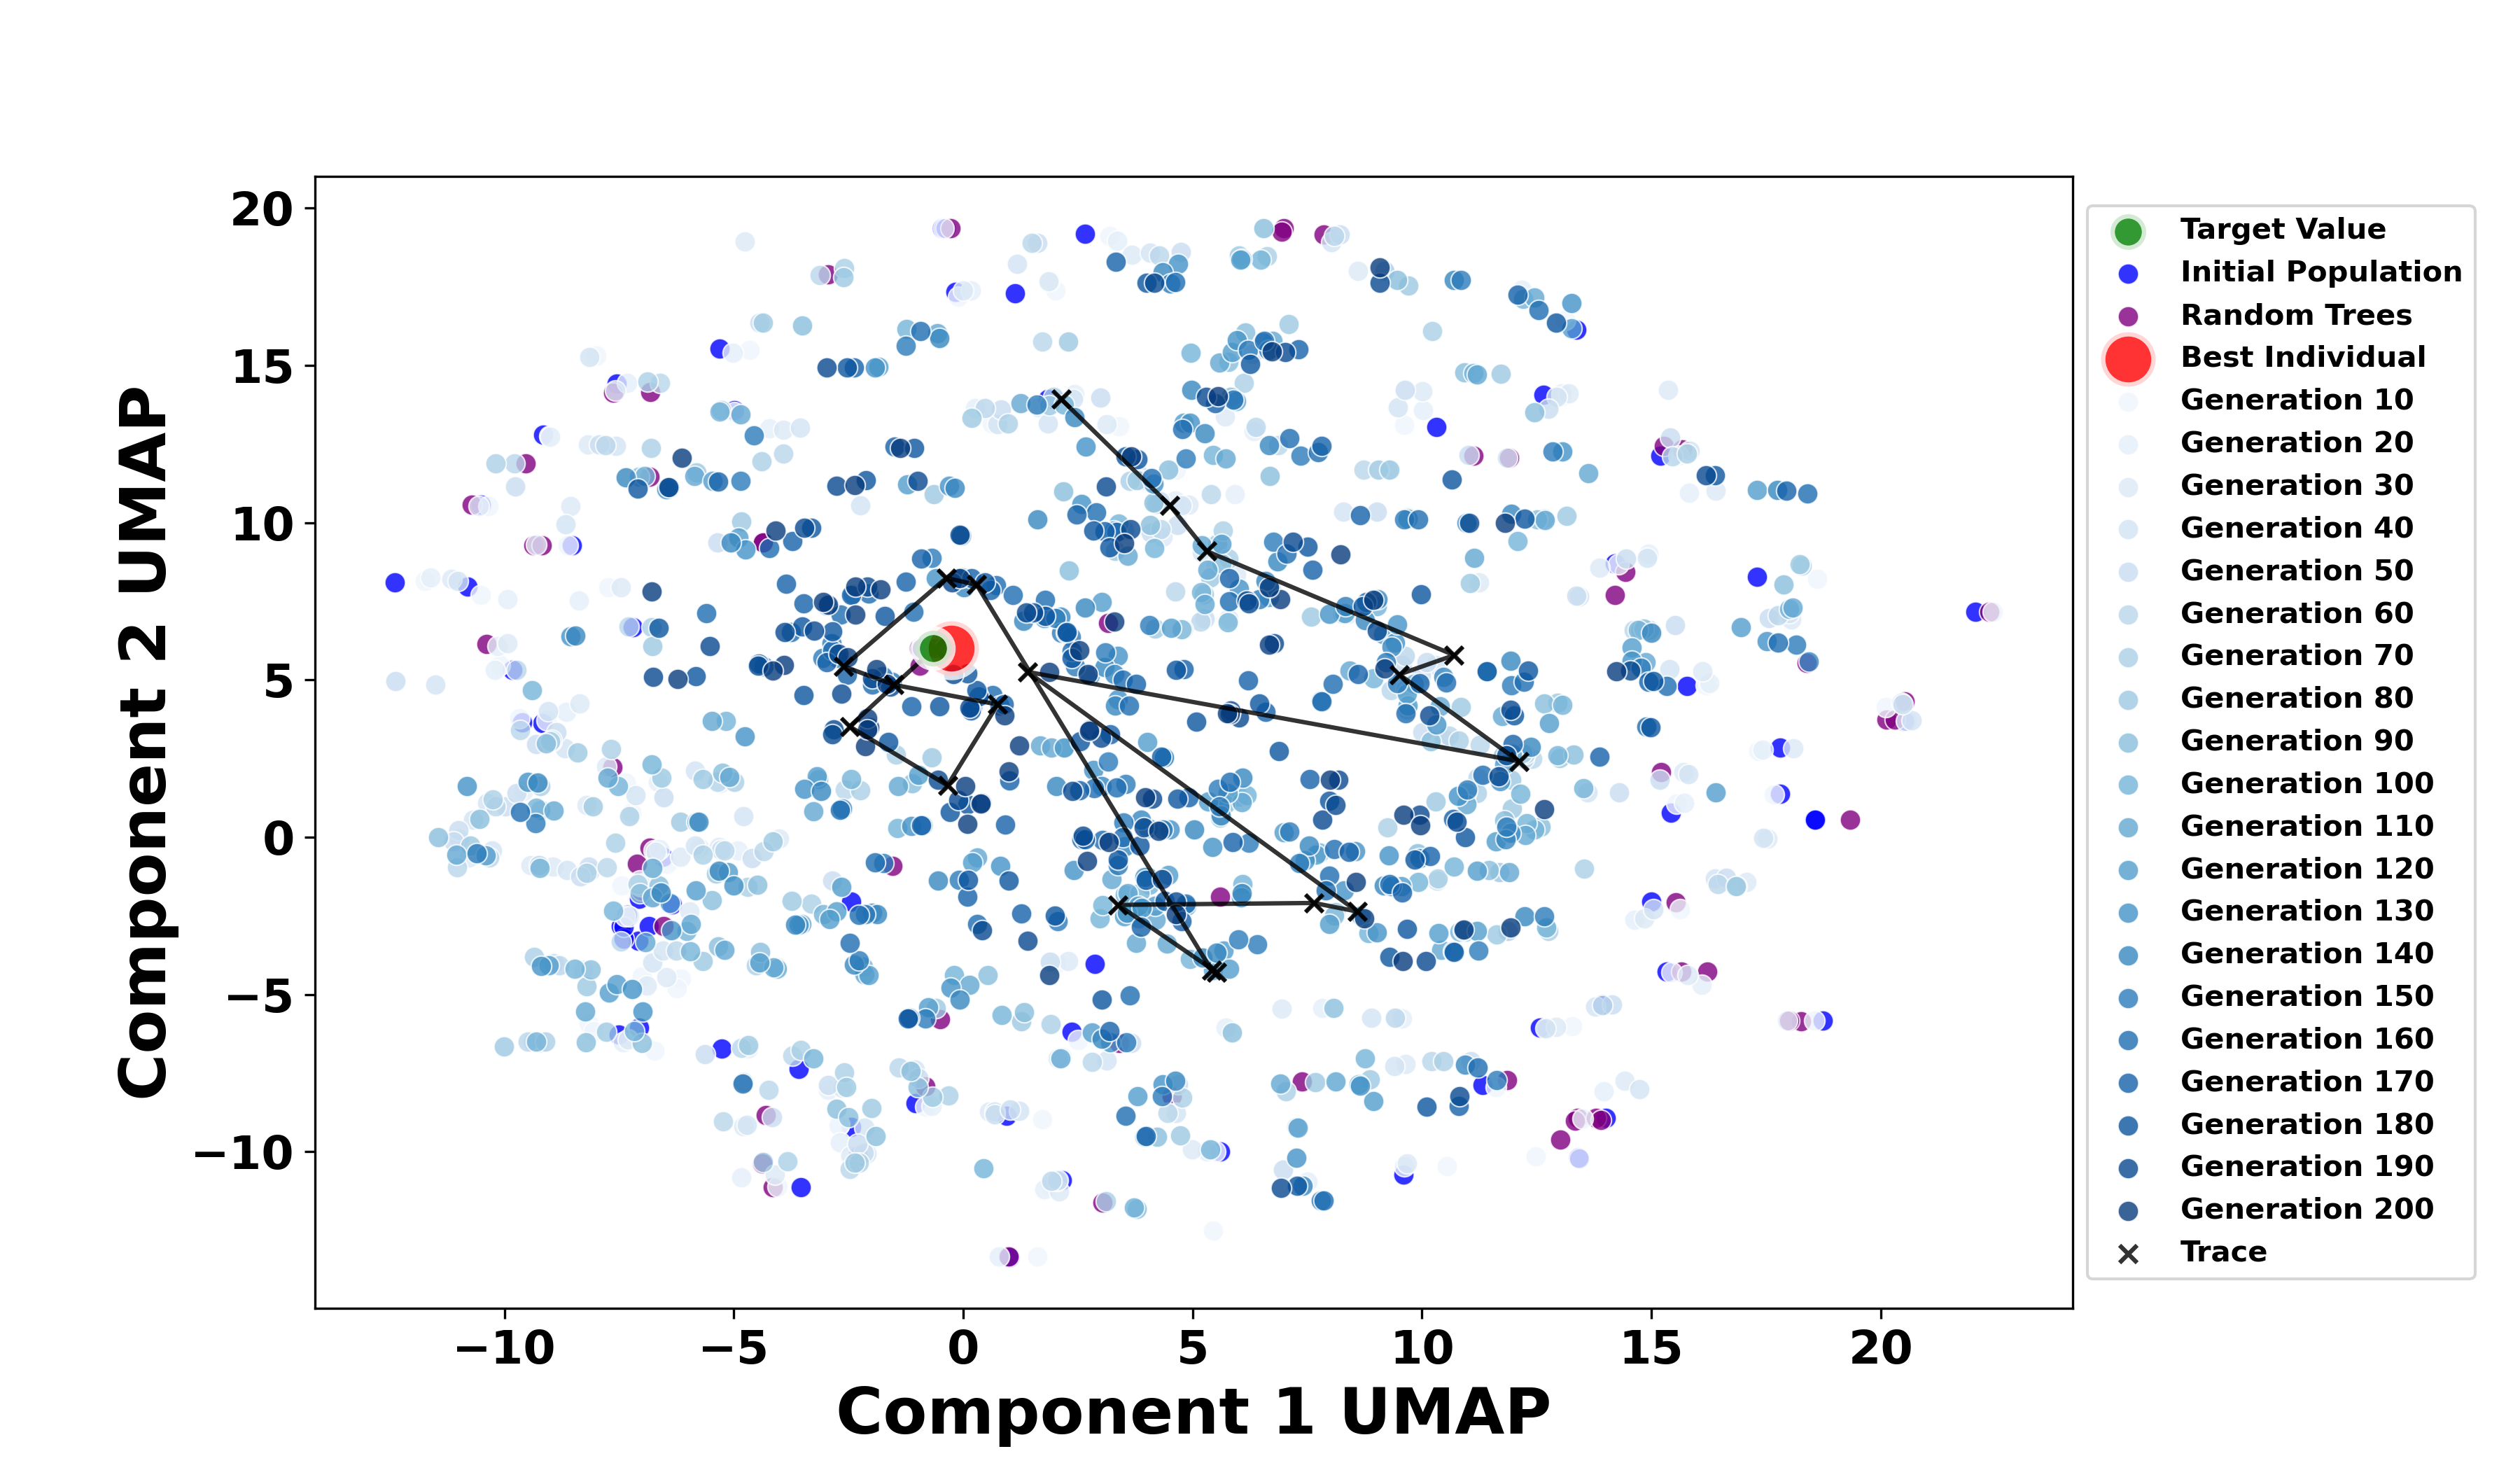 20
15
10
5
0
−5
−10
Component 2 UMAP
−10
−5
0
5
10
15
20
Component 1 UMAP
Target Value
Initial Population
Random Trees
Best Individual
Generation 10
Generation 20
Generation 30
Generation 40
Generation 50
Generation 60
Generation 70
Generation 80
Generation 90
Generation 100
Generation 110
Generation 120
Generation 130
Generation 140
Generation 150
Generation 160
Generation 170
Generation 180
Generation 190
Generation 200
Trace